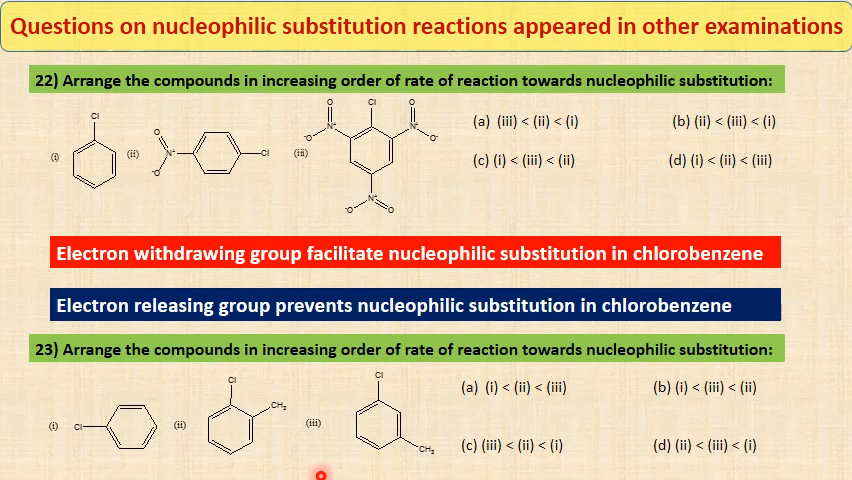 Questions on nucleophilic substitution reactions appeared in other examinations
22) Arrange the compounds in increasing order of rate of reaction towards nucleophilic substitution:
(i) Cl
(ii) O N⁺ ⁻O Cl
(iii) O N⁺ ⁻O Cl O N⁺ O⁻ N⁺ ⁻O O
(a) (iii) < (ii) < (i)
(b) (ii) < (iii) < (i)
(c) (i) < (iii) < (ii)
(d) (i) < (ii) < (iii)
Electron withdrawing group facilitate nucleophilic substitution in chlorobenzene
Electron releasing group prevents nucleophilic substitution in chlorobenzene
23) Arrange the compounds in increasing order of rate of reaction towards nucleophilic substitution:
(i) Cl
(ii) Cl CH₃
(iii) Cl CH₃
(a) (i) < (ii) < (iii)
(b) (i) < (iii) < (ii)
(c) (iii) < (ii) < (i)
(d) (ii) < (iii) < (i)